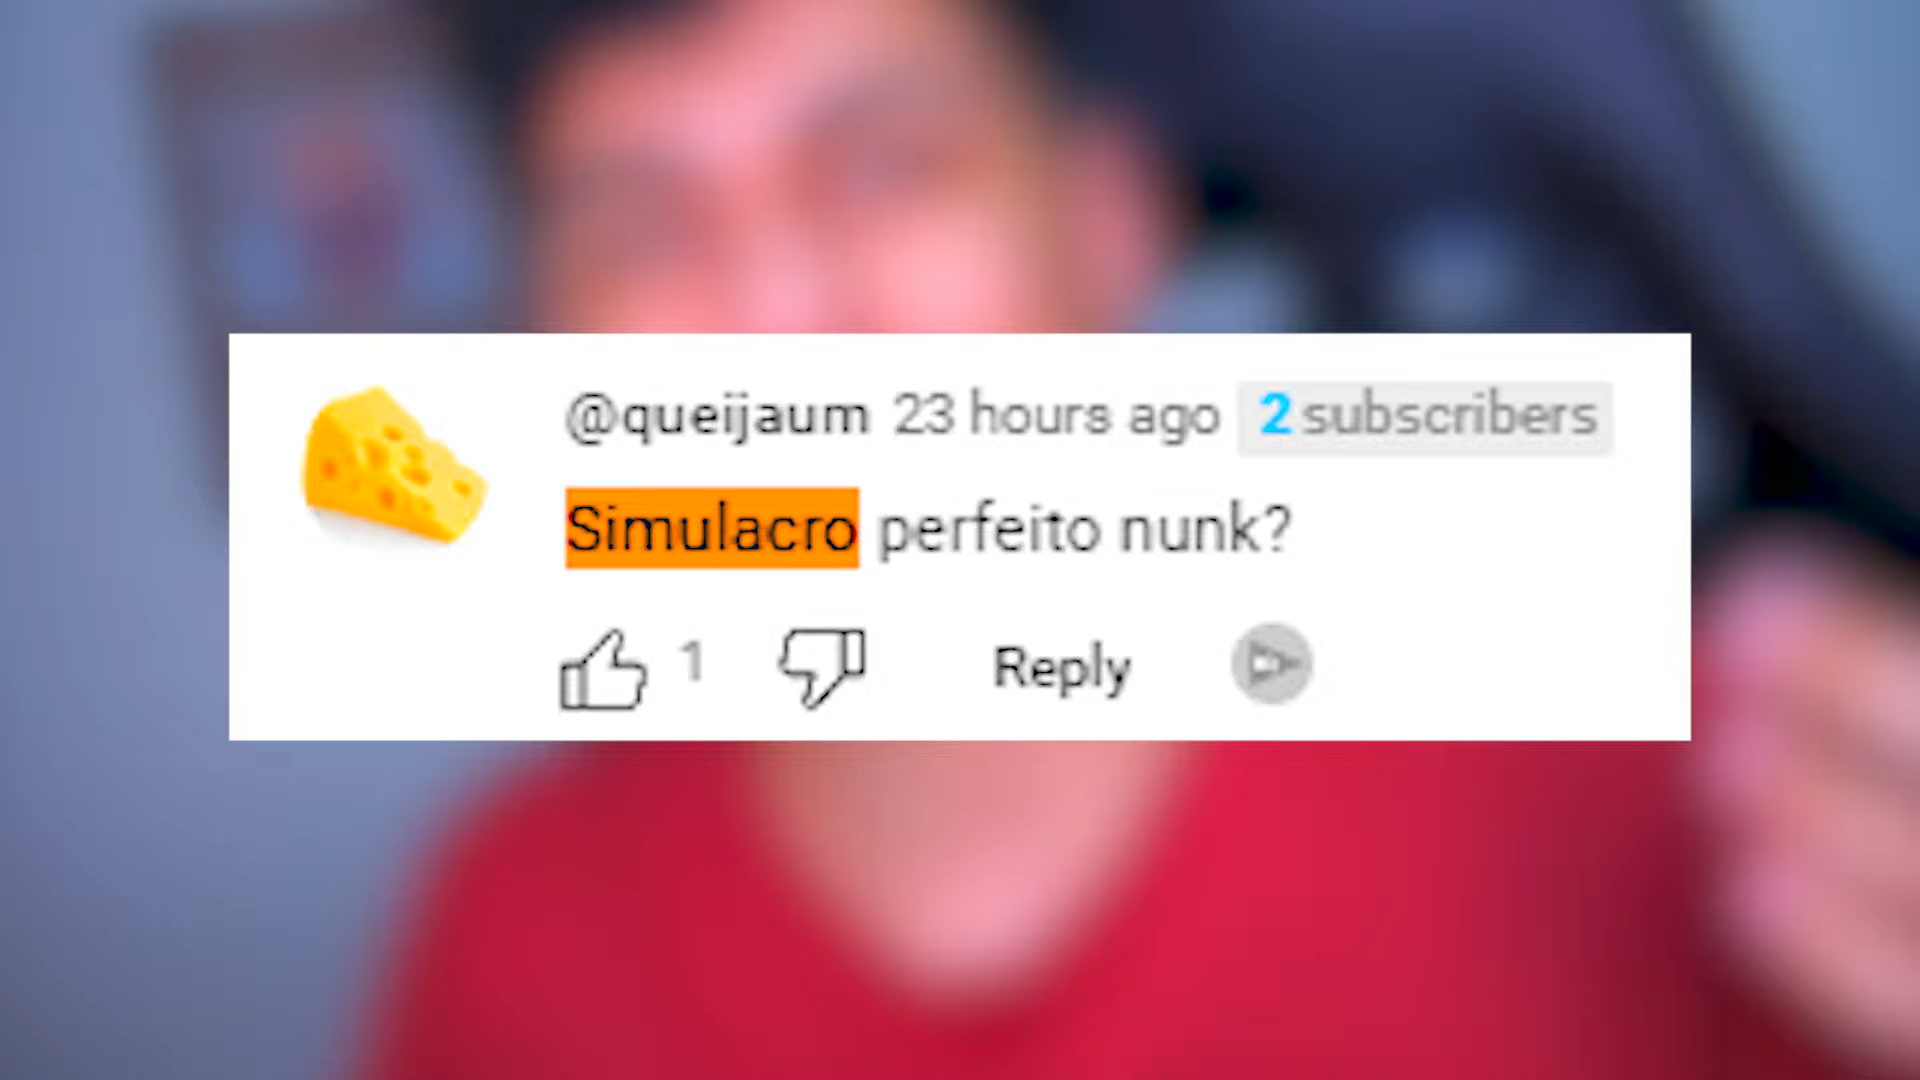 @queijaum 23 hours ago 2 subscribers
Simulacro perfeito nunk?
1 Reply